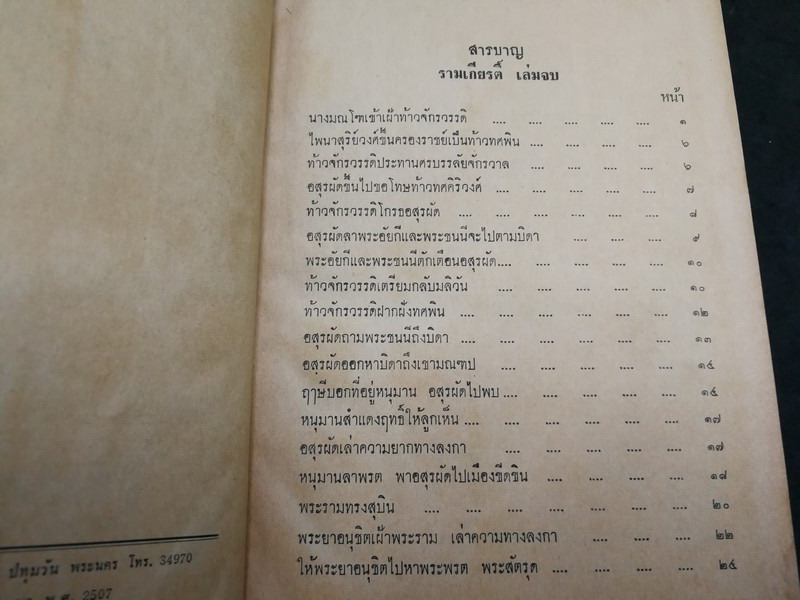 สารบาญ
รามเกียรติ์ เล่มจบ
หน้า
นางมณโฑเข้าเฝ้าท้าวจักรวรรดิ .... .... .... .... .... ๑
ไพนาสุริย์วงศ์ขึ้นครองราชย์เป็นท้าวทศพิน .... .... .... .... ๖
ท้าวจักรวรรดิประทานครบรรลัยจักรวาล .... .... .... .... ๖
อสุรผัดขึ้นไปขอโทษท้าวทศคิริวงศ์ .... .... .... .... .... ๗
ท้าวจักรวรรดิโกรธอสุรผัด .... .... .... .... .... .... ๘
อสุรผัดลาพระอัยกีและพระชนนีจะไปตามบิดา .... .... .... ๙
พระอัยกีและพระชนนีตักเตือนอสุรผัด.... .... .... .... .... ๑๐
ท้าวจักรวรรดิเตรียมกลับมลิวัน .... .... .... .... .... ๑๐
ท้าวจักรวรรดิฝากฝั่งทศพิน .... .... .... .... .... .... ๑๒
อสุรผัดถามพระชนนีถึงบิดา .... .... .... .... .... .... ๑๓
อสุรผัดออกหาบิดาถึงเขามณฑป .... .... .... .... .... ๑๔
ฤาษีบอกที่อยู่หนุมาน อสุรผัดไปพบ .... .... .... .... .... ๑๕
หนุมานสำแดงฤทธิ์ให้ลูกเห็น .... .... .... .... .... .... ๑๗
อสุรผัดเล่าความยากทางลงกา .... .... .... .... .... ๑๗
หนุมานลาพรต พาอสุรผัดไปเมืองขีดขิน .... .... .... .... ๑๘
พระรามทรงสุบิน .... .... .... .... .... .... .... ๒๐
พระยาอนุชิตเฝ้าพระราม เล่าความทางลงกา .... .... .... ๒๒
ให้พระยาอนุชิตไปหาพระพรต พระสัตรุด .... .... .... .... ๒๔
ปทุมวัน พระนคร โทร. 34970
พ.ศ. 2507